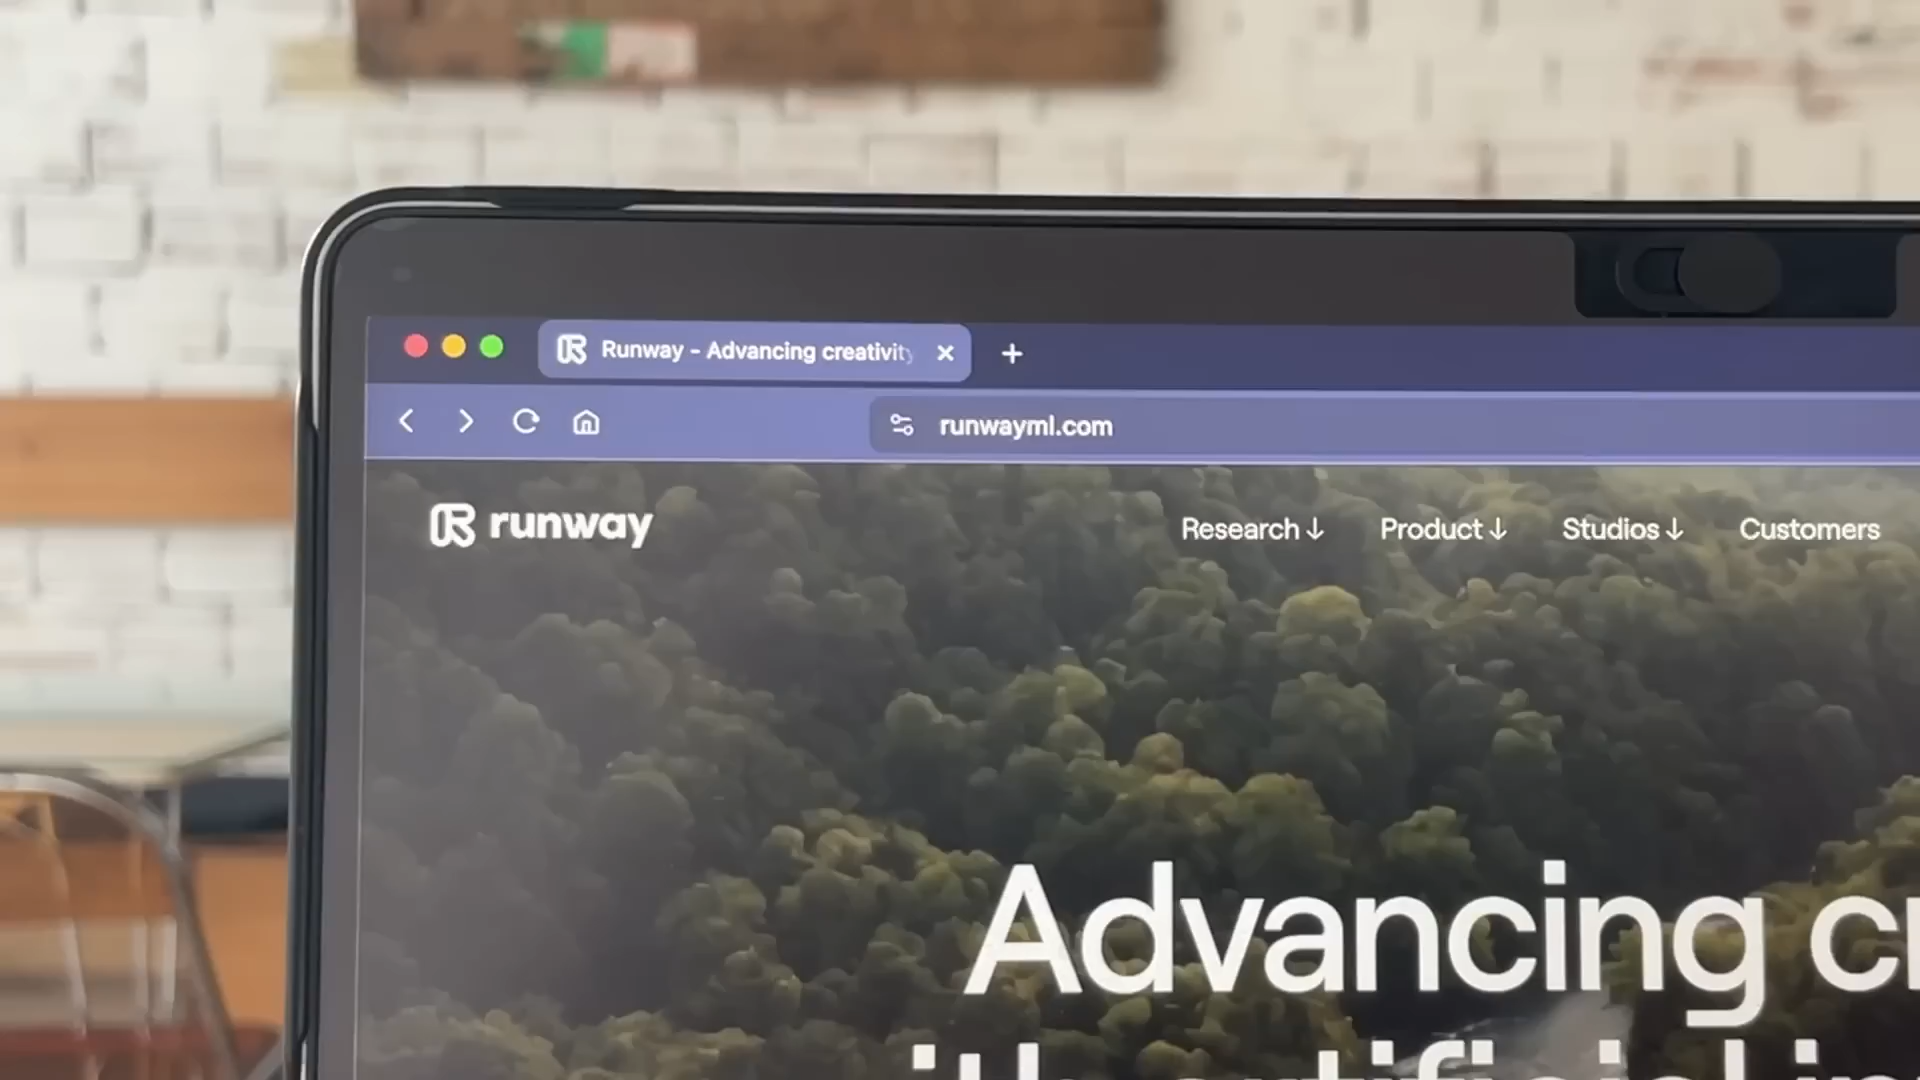 Runway - Advancing creativity
runwayml.com
runway
Research ↓ Product ↓ Studios ↓ Customers
Advancing